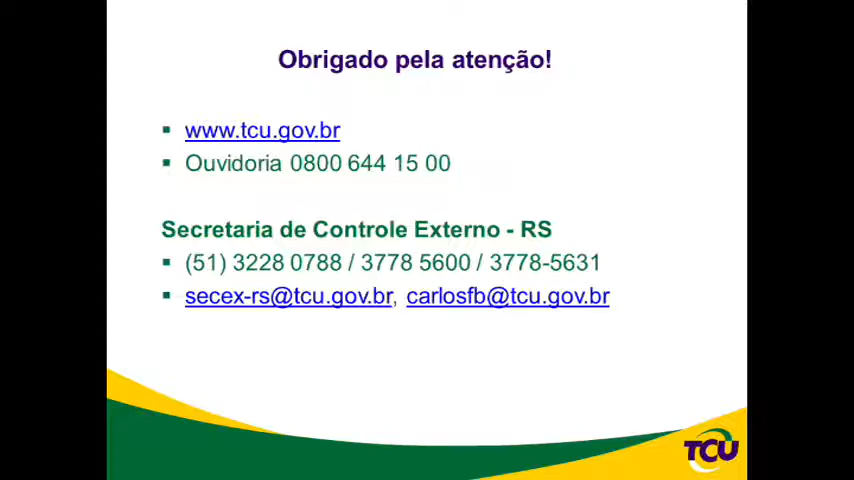 Obrigado pela atenção!
www.tcu.gov.br
Ouvidoria 0800 644 15 00
Secretaria de Controle Externo - RS
(51) 3228 0788 / 3778 5600 / 3778-5631
secex-rs@tcu.gov.br, carlosfb@tcu.gov.br
TCU